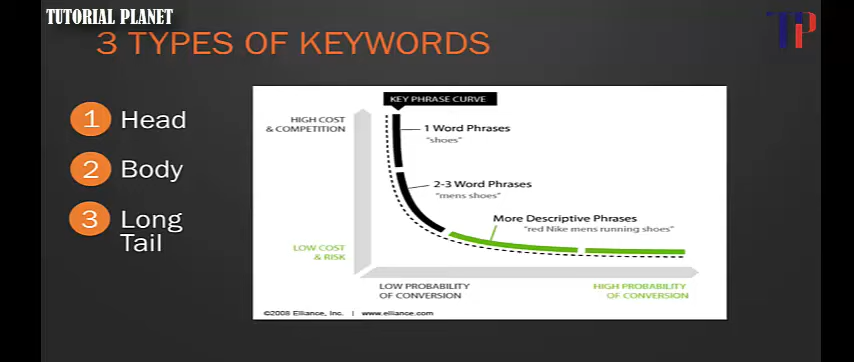 TUTORIAL PLANET
TP
3 TYPES OF KEYWORDS
1 Head
2 Body
3 Long
Tail
KEY PHRASE CURVE
HIGH COST
& COMPETITION
1 Word Phrases
"shoes"
2-3 Word Phrases
"mens shoes"
More Descriptive Phrases
"red Nike mens running shoes"
LOW COST
& RISK
LOW PROBABILITY
OF CONVERSION
HIGH PROBABILITY
OF CONVERSION
©2008 Elliance, Inc. | www.elliance.com